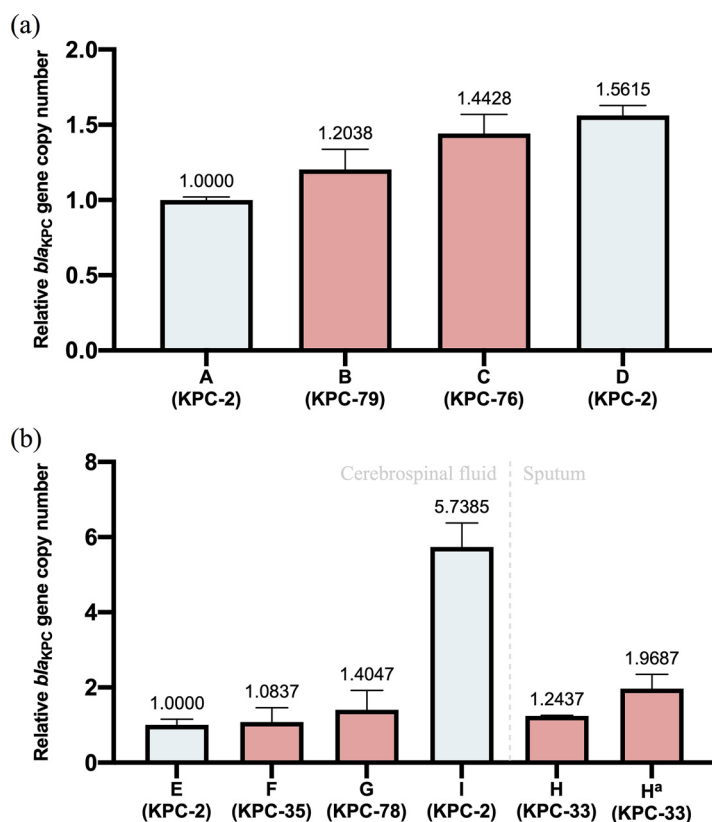 (a)
Relative blaKPC gene copy number
2.0
1.5
1.0
0.5
0.0
1.0000
1.2038
1.4428
1.5615
A B C D
(KPC-2) (KPC-79) (KPC-76) (KPC-2)
(b)
Relative blaKPC gene copy number
8
6
4
2
0
Cerebrospinal fluid Sputum
1.0000
1.0837
1.4047
5.7385
1.2437
1.9687
E F G I H Hᵃ
(KPC-2) (KPC-35) (KPC-78) (KPC-2) (KPC-33) (KPC-33)